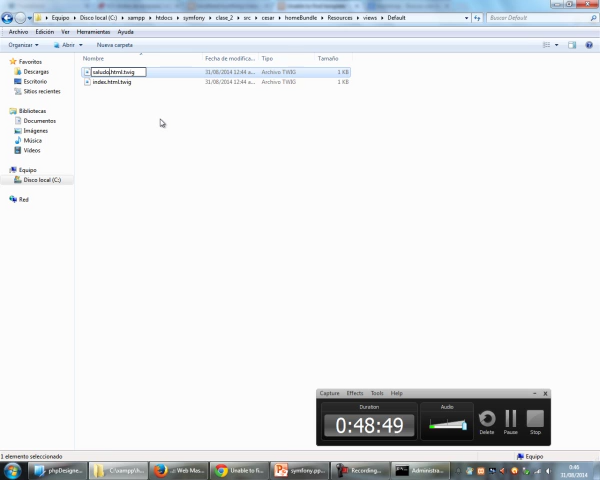 Equipo ▸ Disco local (C:) ▸ xampp ▸ htdocs ▸ symfony ▸ clase_2 ▸ src ▸ cesar ▸ homeBundle ▸ Resources ▸ views ▸ Default
Buscar Default
Archivo Edición Ver Herramientas Ayuda
Organizar Abrir Nueva carpeta
Nombre Fecha de modifica... Tipo Tamaño
Favoritos
Descargas
Escritorio
Sitios recientes
Bibliotecas
Documentos
Imágenes
Música
Vídeos
Equipo
Disco local (C:)
Red
saludo.html.twig 31/08/2014 12:44 a... Archivo TWIG 1 KB
index.html.twig 31/08/2014 12:44 a... Archivo TWIG 1 KB
Capture Effects Tools Help
Duration Audio
0:48:49
Delete Pause Stop
1 elemento seleccionado
Equipo
phpDesigne... C:\xampp\h... Web Mas... Unable to fi... symfony.pp... Recording... Administra...
9:46
31/08/2014